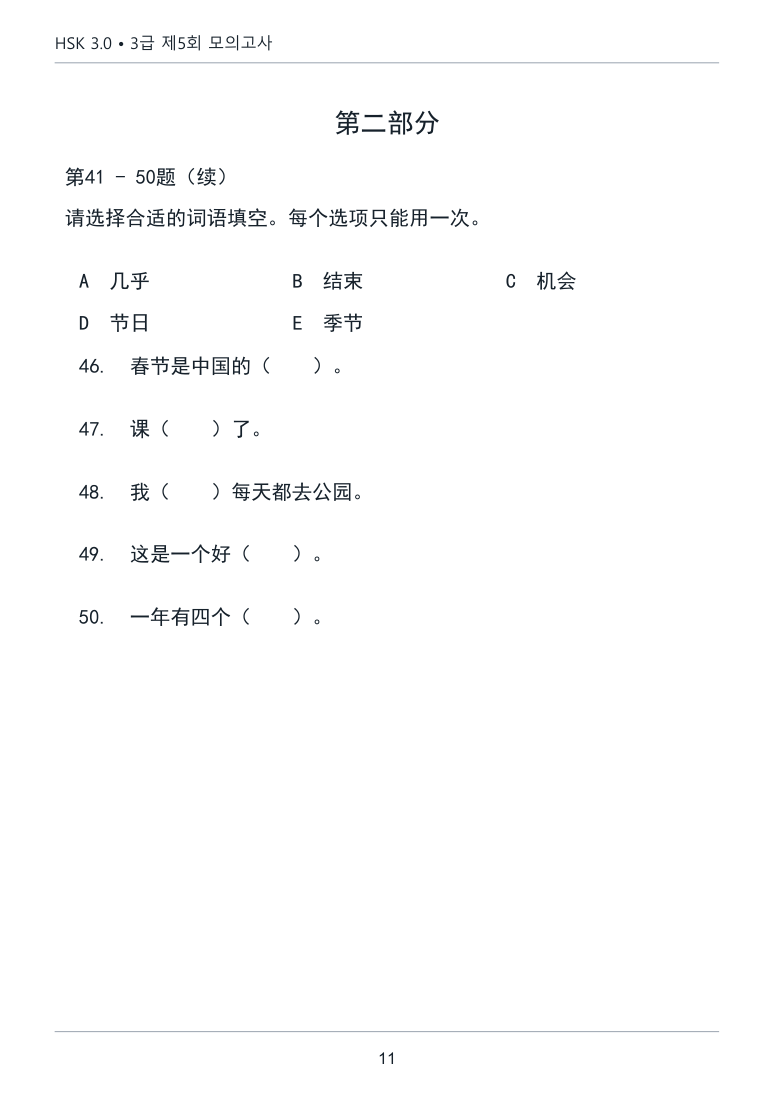 HSK 3.0 • 3급 제5회 모의고사
第二部分
第41 - 50题（续）
请选择合适的词语填空。每个选项只能用一次。
A 几乎 B 结束 C 机会
D 节日 E 季节
46. 春节是中国的（　　）。
47. 课（　　）了。
48. 我（　　）每天都去公园。
49. 这是一个好（　　）。
50. 一年有四个（　　）。
11